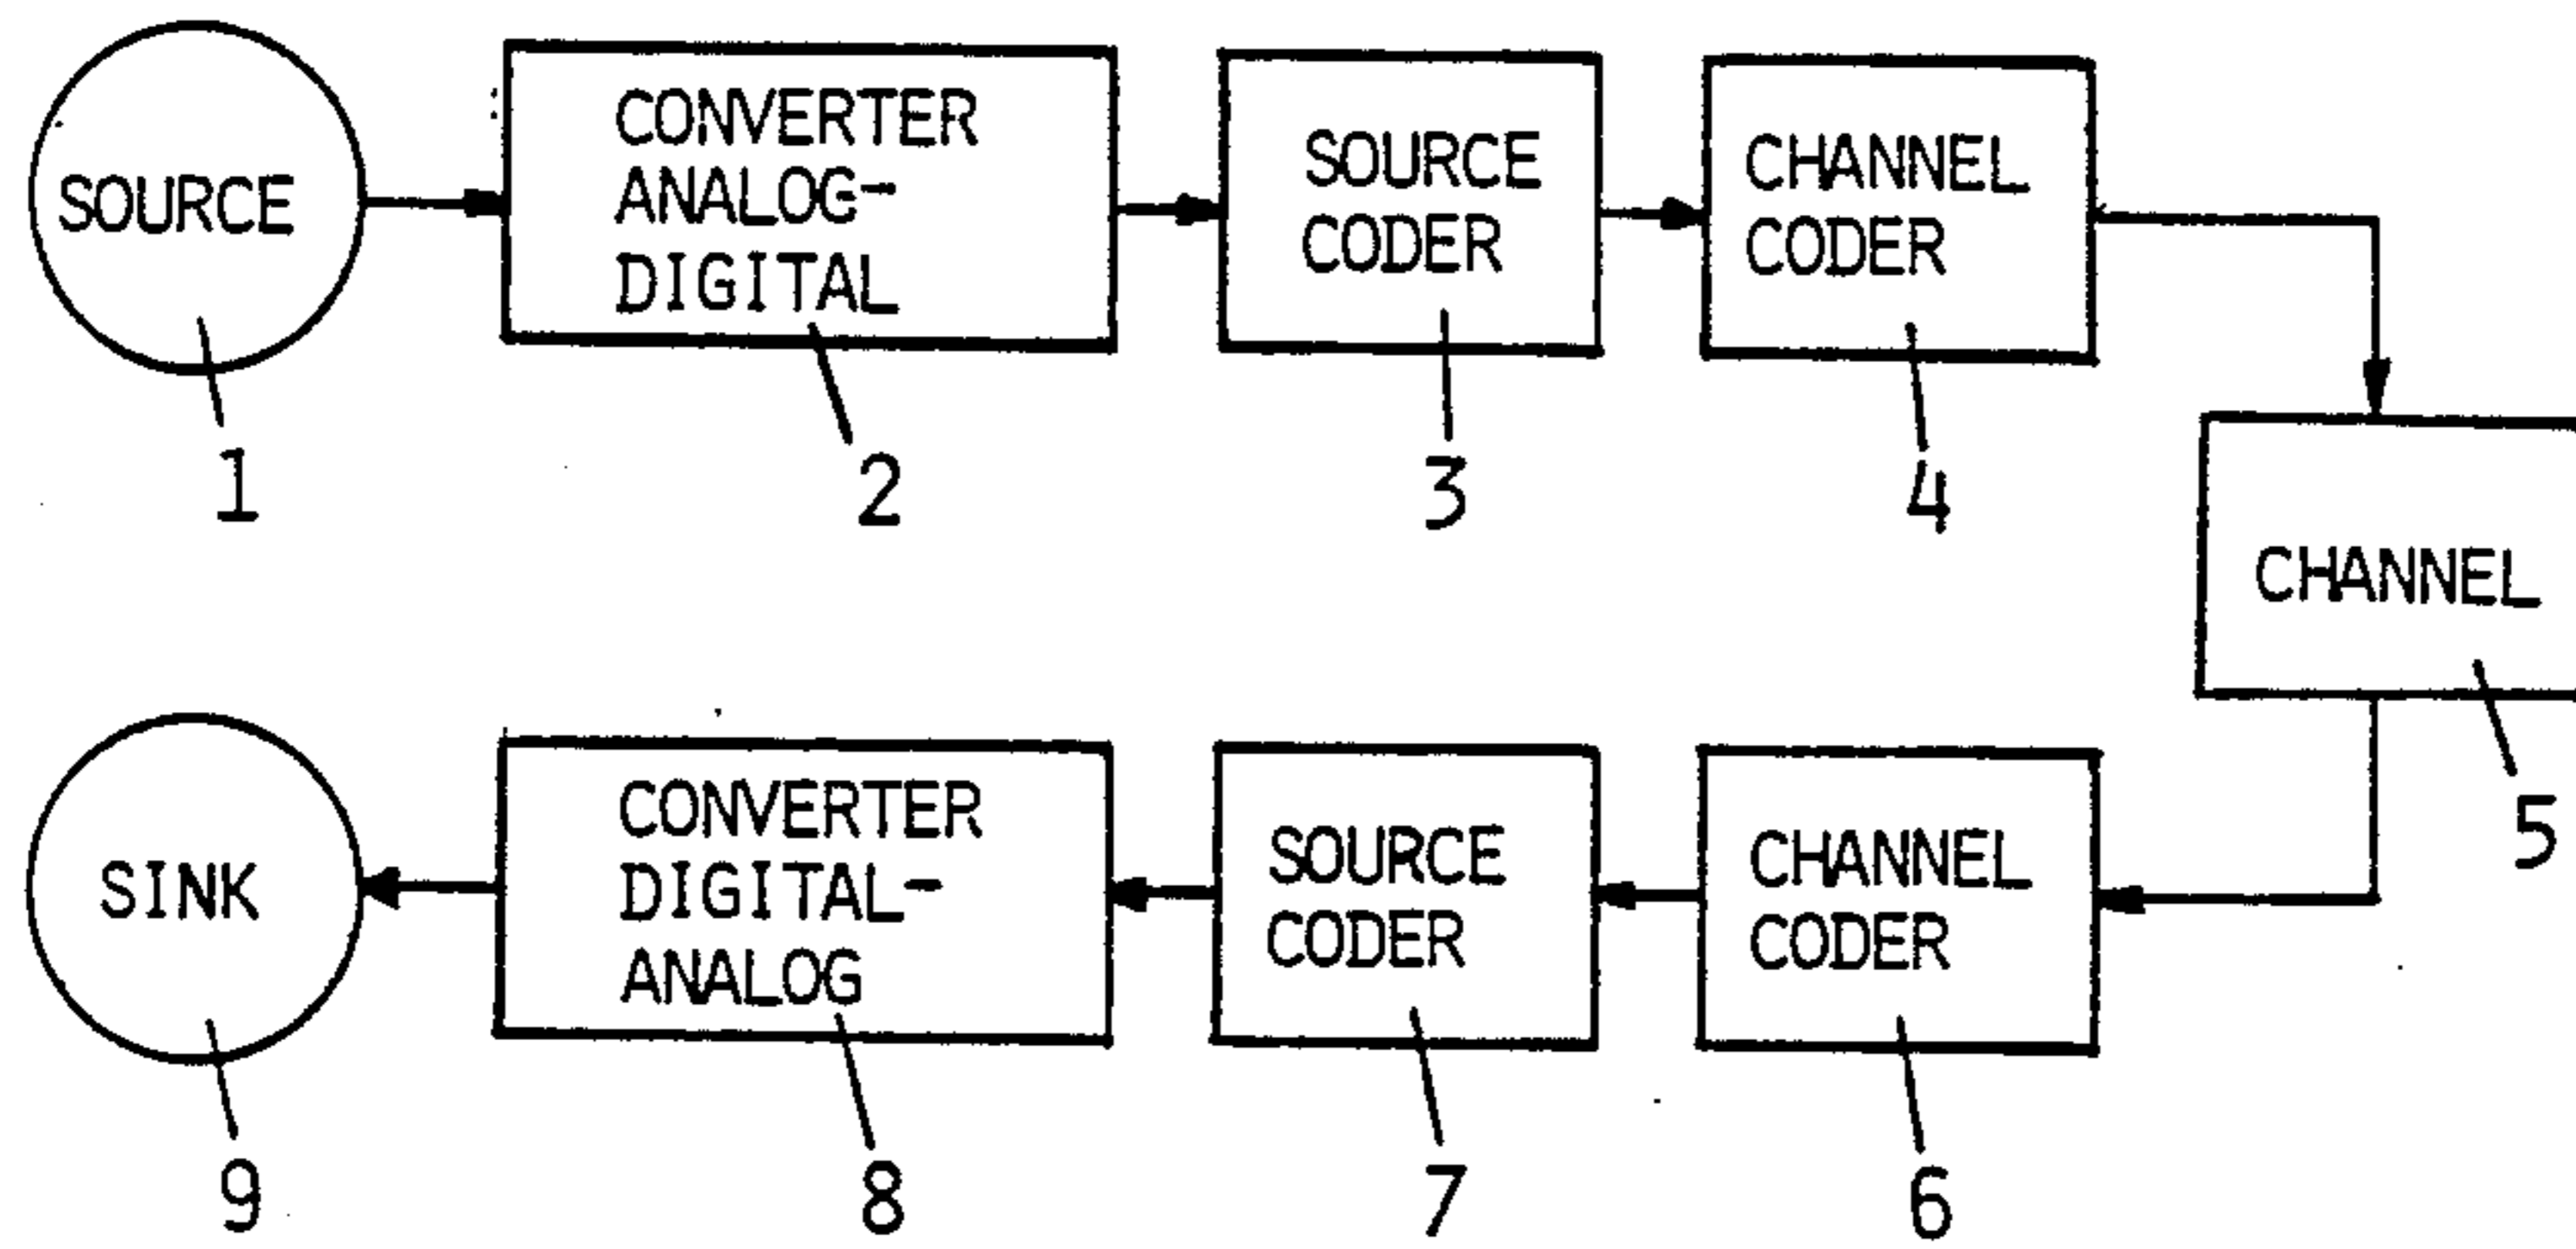 SOURCE
CONVERTER
ANALOG-
DIGITAL
SOURCE
CODER
CHANNEL
CODER
1
2
3
4
CHANNEL
5
SINK
CONVERTER
DIGITAL-
ANALOG
SOURCE
CODER
CHANNEL
CODER
9
8
7
6